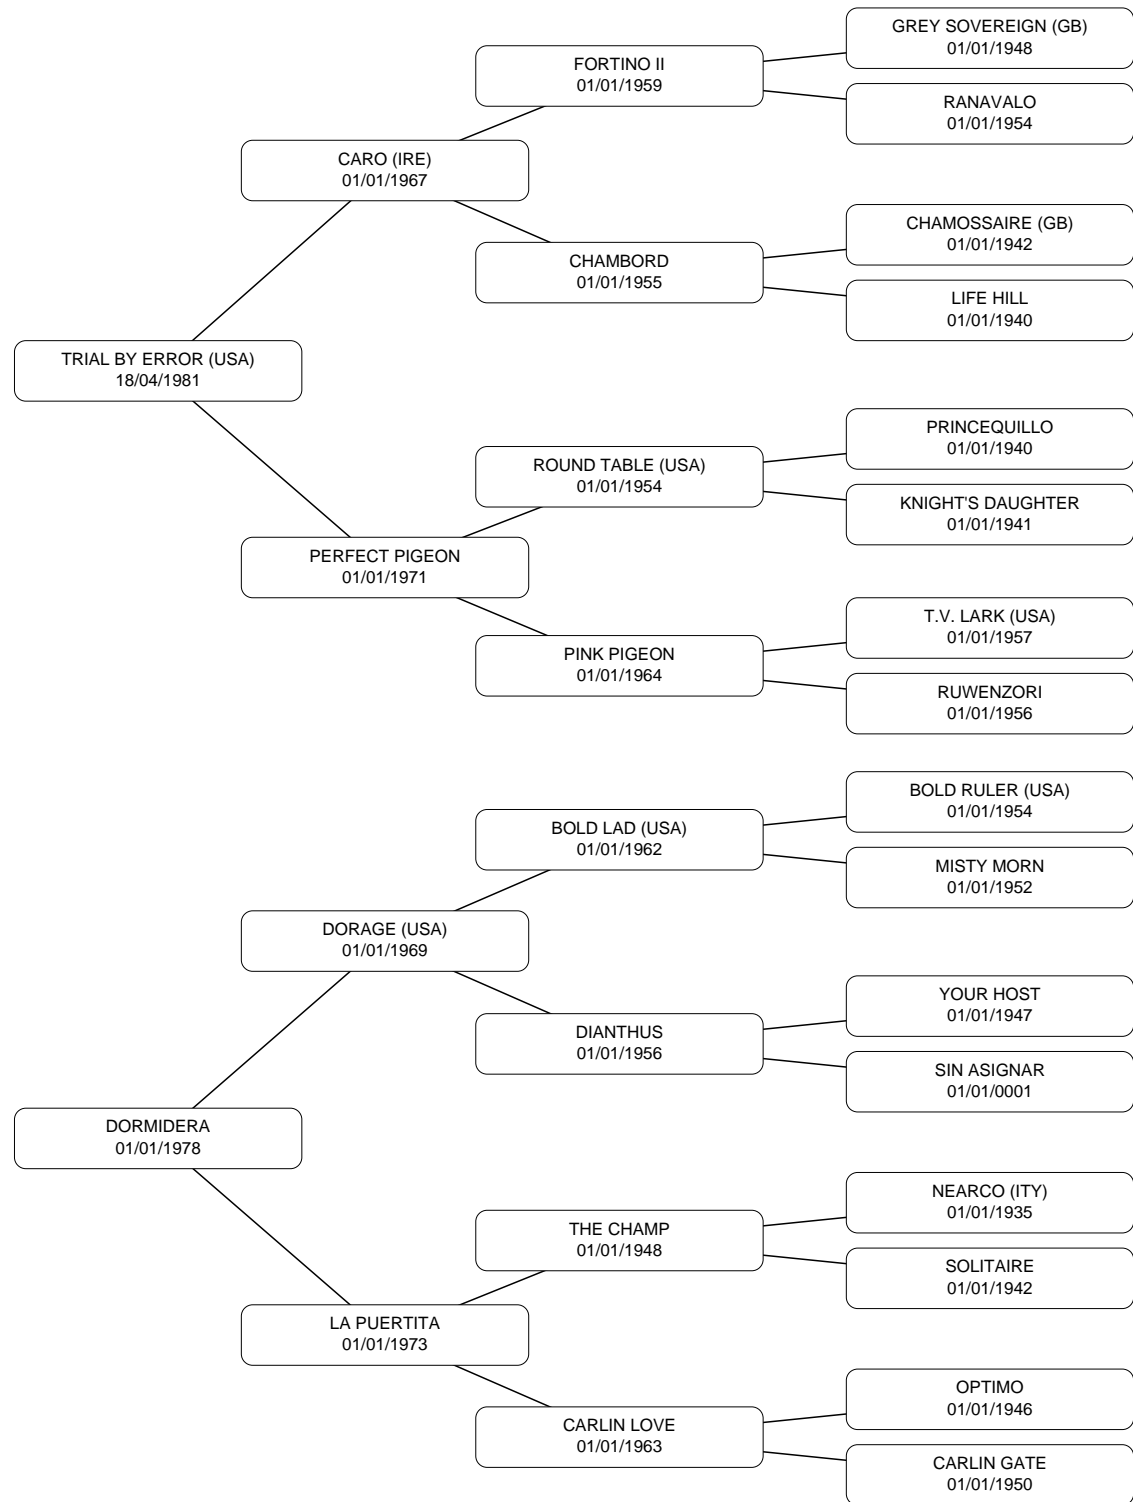 GREY SOVEREIGN (GB)
01/01/1948
FORTINO II
01/01/1959
RANAVALO
01/01/1954
CARO (IRE)
01/01/1967
CHAMOSSAIRE (GB)
01/01/1942
CHAMBORD
01/01/1955
LIFE HILL
01/01/1940
TRIAL BY ERROR (USA)
18/04/1981
PRINCEQUILLO
01/01/1940
ROUND TABLE (USA)
01/01/1954
KNIGHT'S DAUGHTER
01/01/1941
PERFECT PIGEON
01/01/1971
T.V. LARK (USA)
01/01/1957
PINK PIGEON
01/01/1964
RUWENZORI
01/01/1956
BOLD RULER (USA)
01/01/1954
BOLD LAD (USA)
01/01/1962
MISTY MORN
01/01/1952
DORAGE (USA)
01/01/1969
YOUR HOST
01/01/1947
DIANTHUS
01/01/1956
SIN ASIGNAR
01/01/0001
DORMIDERA
01/01/1978
NEARCO (ITY)
01/01/1935
THE CHAMP
01/01/1948
SOLITAIRE
01/01/1942
LA PUERTITA
01/01/1973
OPTIMO
01/01/1946
CARLIN LOVE
01/01/1963
CARLIN GATE
01/01/1950